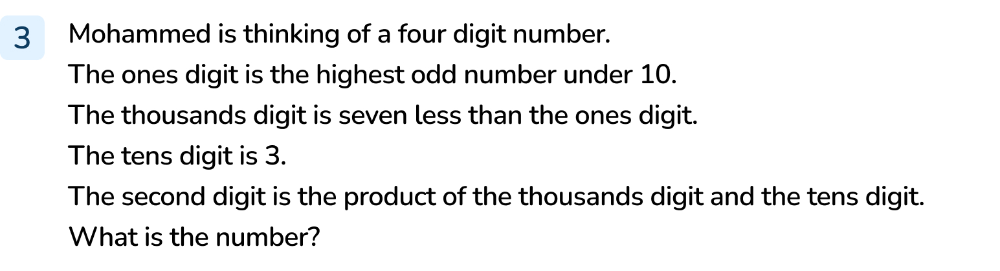 3 Mohammed is thinking of a four digit number.
The ones digit is the highest odd number under 10.
The thousands digit is seven less than the ones digit.
The tens digit is 3.
The second digit is the product of the thousands digit and the tens digit.
What is the number?